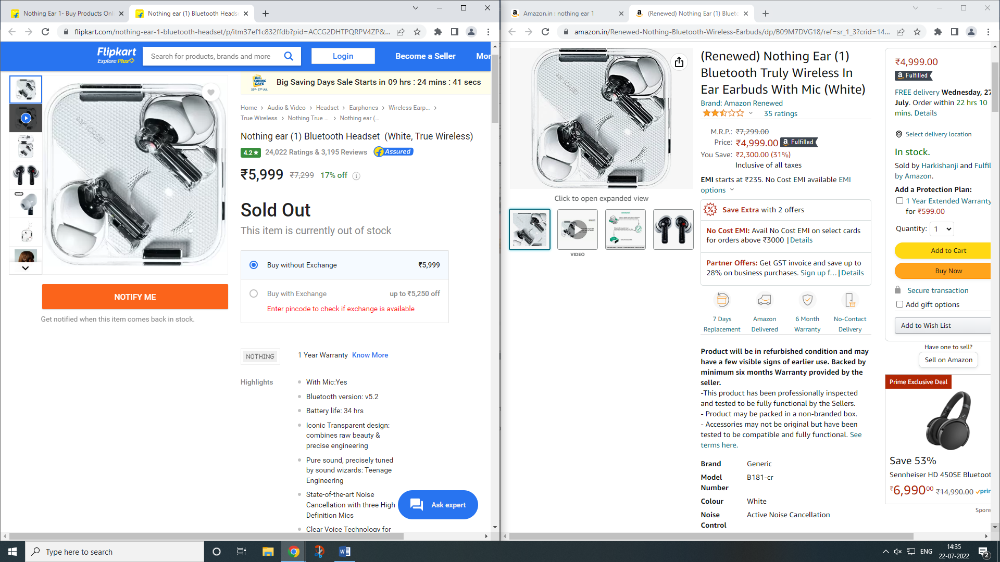 Nothing Ear 1- Buy Products Onl
Nothing ear (1) Bluetooth Heads
flipkart.com/nothing-ear-1-bluetooth-headset/p/itm37ef1c832ffdb?pid=ACCG2DHTPQRPV4ZP&...
Flipkart
Explore Plus
Search for products, brands and more
Login
Become a Seller
Mor
BIG SAVING DAYS
23rd - 27th JUL
Big Saving Days Sale Starts in 09 hrs : 24 mins : 41 secs
Home > Audio & Video > Headset > Earphones > Wireless Earp... >
True Wireless > Nothing True ... > Nothing ear (...
Nothing ear (1) Bluetooth Headset (White, True Wireless)
4.2★ 24,022 Ratings & 3,195 Reviews Assured
₹5,999 ₹7,299 17% off
Sold Out
This item is currently out of stock
Buy without Exchange ₹5,999
Buy with Exchange up to ₹5,250 off
Enter pincode to check if exchange is available
NOTIFY ME
Get notified when this item comes back in stock.
NOTHING
1 Year Warranty Know More
Highlights
With Mic:Yes
Bluetooth version: v5.2
Battery life: 34 hrs
Iconic Transparent design:
combines raw beauty &
precise engineering
Pure sound, precisely tuned
by sound wizards: Teenage
Engineering
State-of-the-art Noise
Cancellation with three High
Definition Mics
Clear Voice Technology for
Ask expert
Amazon.in : nothing ear 1
(Renewed) Nothing Ear (1) Bluetc
amazon.in/Renewed-Nothing-Bluetooth-Wireless-Earbuds/dp/B09M7DVG18/ref=sr_1_3?crid=14...
Click to open expanded view
VIDEO
(Renewed) Nothing Ear (1)
Bluetooth Truly Wireless In
Ear Earbuds With Mic (White)
Brand: Amazon Renewed
35 ratings
M.R.P.: ₹7,299.00
Price: ₹4,999.00 a Fulfilled
You Save: ₹2,300.00 (31%)
Inclusive of all taxes
EMI starts at ₹235. No Cost EMI available EMI
options
Save Extra with 2 offers
No Cost EMI: Avail No Cost EMI on select cards
for orders above ₹3000 | Details
Partner Offers: Get GST invoice and save up to
28% on business purchases. Sign up f... | Details
7 Days
Replacement
Amazon
Delivered
6 Month
Warranty
No-Contact
Delivery
Product will be in refurbished condition and may
have a few visible signs of earlier use. Backed by
minimum six months Warranty provided by the
seller.
-This product has been professionally inspected
and tested to be fully functional by the Sellers.
- Product may be packed in a non-branded box.
- Accessories may not be original but have been
tested to be compatible and fully functional. See
terms here.
Brand Generic
Model
Number
B181-cr
Colour White
Noise
Control
Active Noise Cancellation
₹4,999.00
a Fulfilled
FREE delivery Wednesday, 27
July. Order within 22 hrs 10
mins. Details
Select delivery location
In stock.
Sold by Harkishanji and Fulfil
by Amazon.
Add a Protection Plan:
1 Year Extended Warranty
for ₹599.00
Quantity: 1
Add to Cart
Buy Now
Secure transaction
Add gift options
Add to Wish List
Have one to sell?
Sell on Amazon
Prime Exclusive Deal
Save 53%
Sennheiser HD 450SE Bluetoot
₹6,990⁰⁰ ₹14,990.00 prir
Spons
Type here to search
ENG
14:35
22-07-2022
2